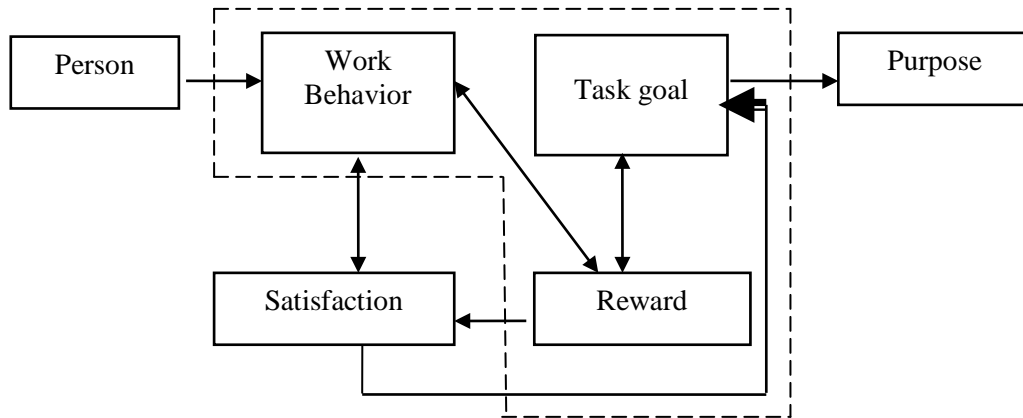 Person
Work
Behavior
Task goal
Purpose
Satisfaction
Reward